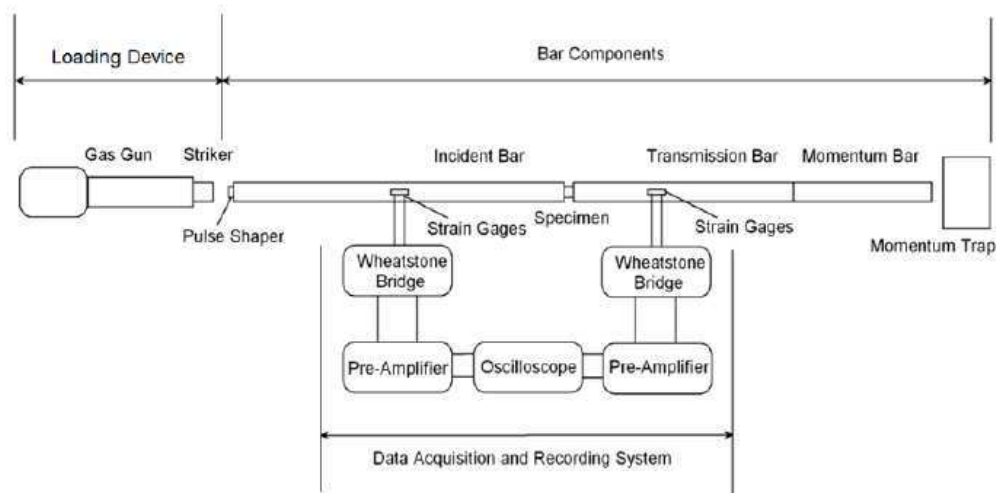 Loading Device
Bar Components
Gas Gun
Striker
Incident Bar
Transmission Bar
Momentum Bar
Pulse Shaper
Strain Gages
Specimen
Strain Gages
Momentum Trap
Wheatstone
Bridge
Wheatstone
Bridge
Pre-Amplifier
Oscilloscope
Pre-Amplifier
Data Acquisition and Recording System